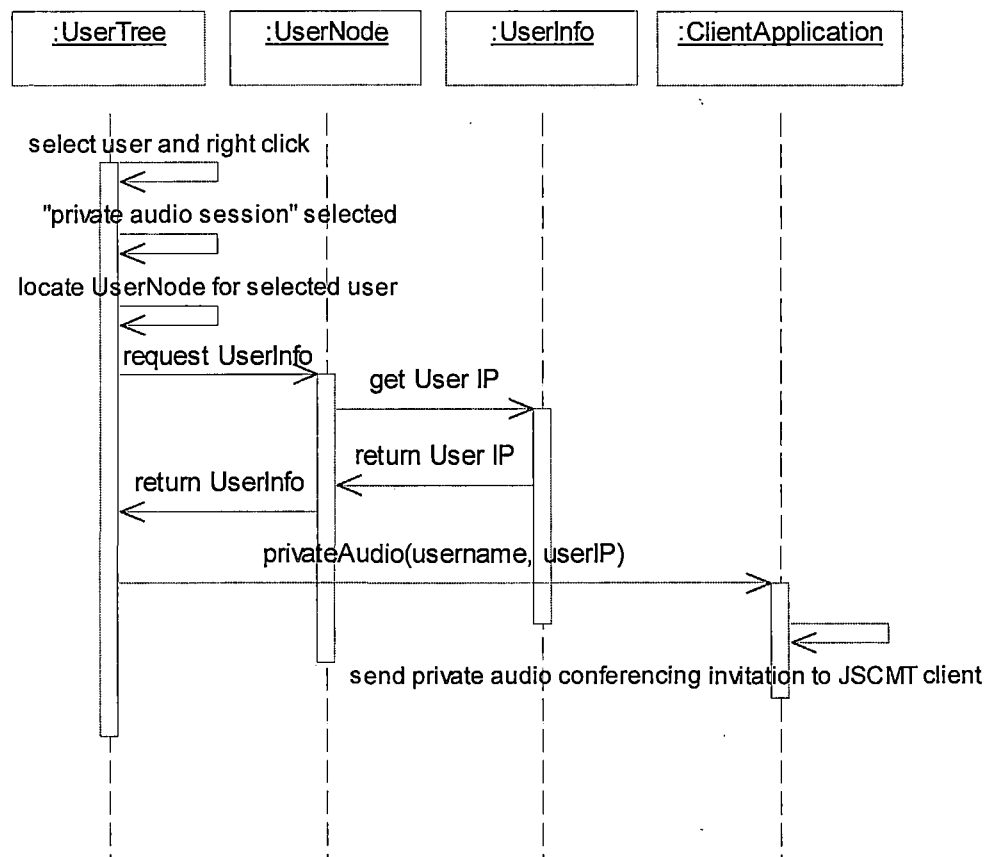 :UserTree
:UserNode
:UserInfo
:ClientApplication
select user and right click
"private audio session" selected
locate UserNode for selected user
request UserInfo
get User IP
return User IP
return UserInfo
privateAudio(username, userIP)
send private audio conferencing invitation to JSCMT client